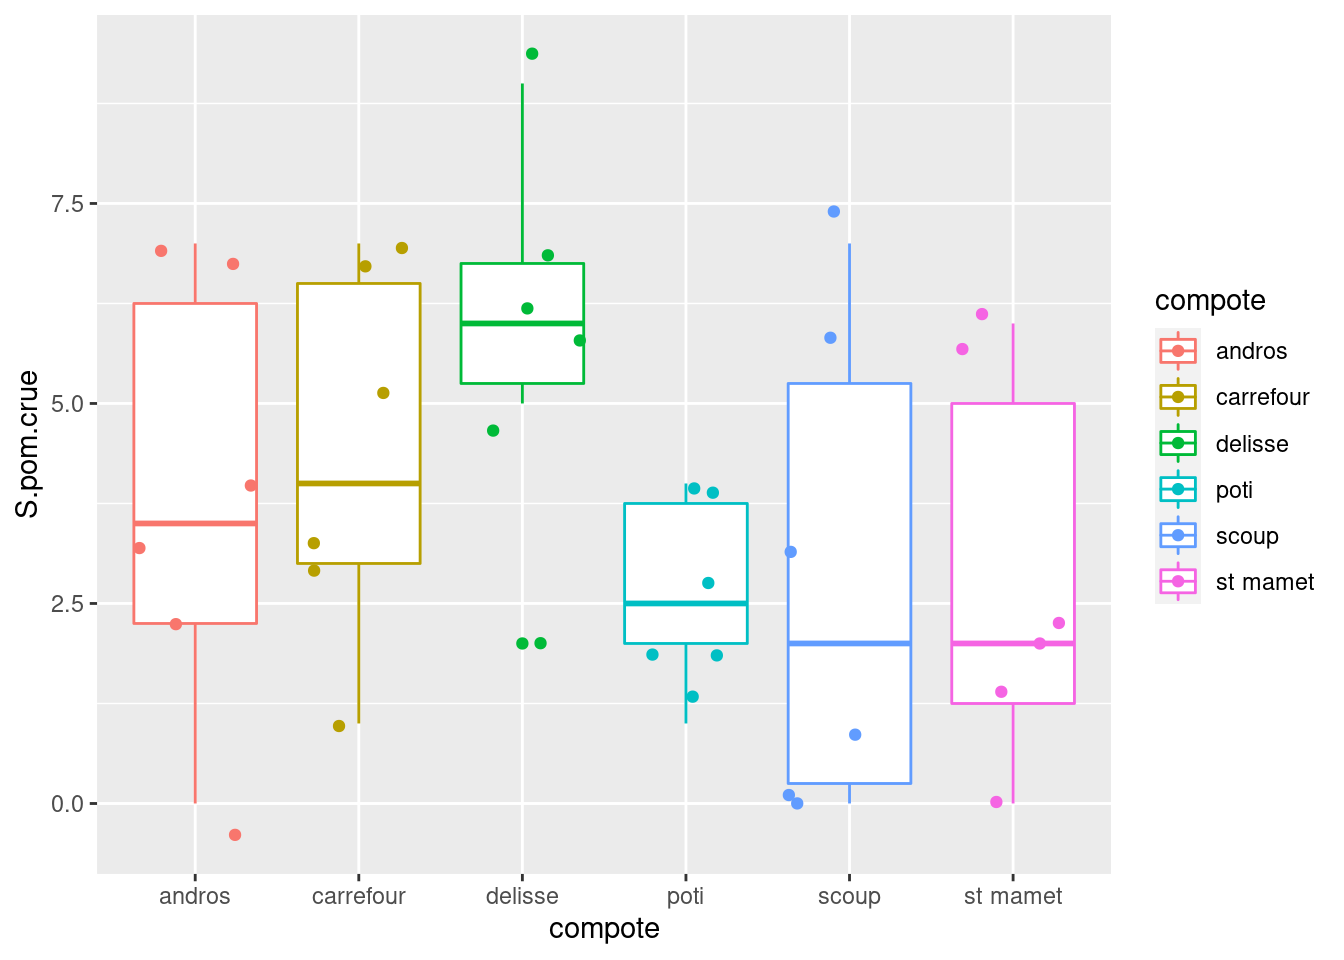 S.pom.crue
7.5
5.0
2.5
0.0
andros carrefour delisse poti scoup st mamet
compote
compote
andros
carrefour
delisse
poti
scoup
st mamet